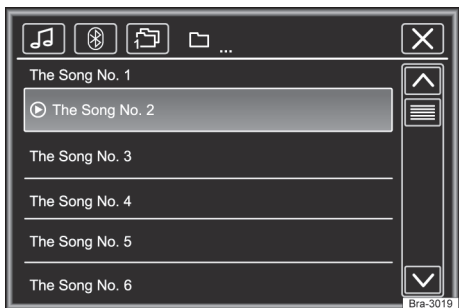 ...
The Song No. 1
The Song No. 2
The Song No. 3
The Song No. 4
The Song No. 5
The Song No. 6
Bra-3019